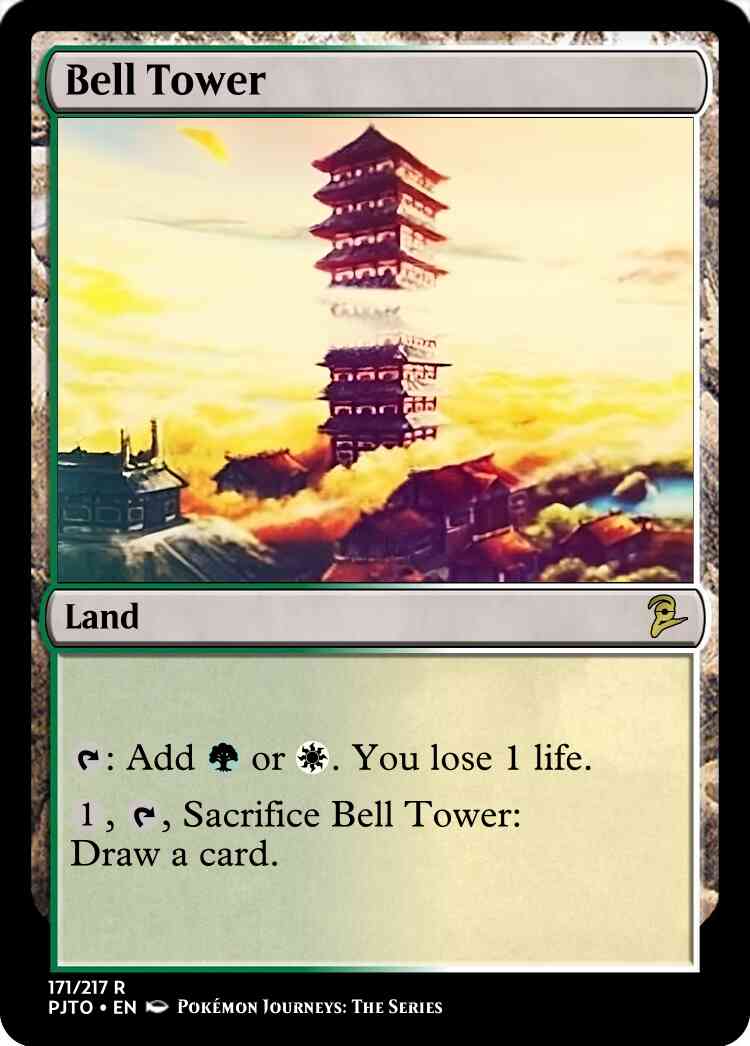 Bell Tower
Land
: Add or . You lose 1 life.
1, , Sacrifice Bell Tower:
Draw a card.
171/217 R
PJTO • EN Pokémon Journeys: The Series